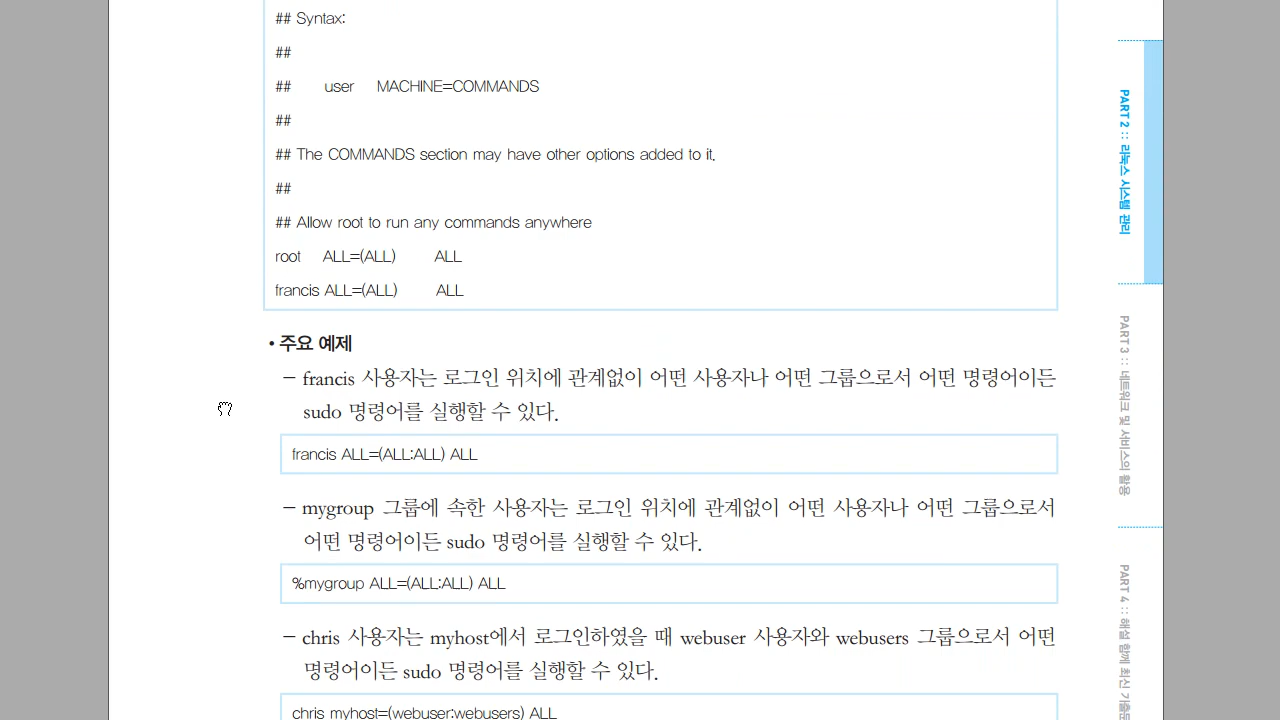 ## Syntax:
##
## user MACHINE=COMMANDS
##
## The COMMANDS section may have other options added to it.
##
## Allow root to run any commands anywhere
root ALL=(ALL) ALL
francis ALL=(ALL) ALL
• 주요 예제
– francis 사용자는 로그인 위치에 관계없이 어떤 사용자나 어떤 그룹으로서 어떤 명령어이든
sudo 명령어를 실행할 수 있다.
francis ALL=(ALL:ALL) ALL
– mygroup 그룹에 속한 사용자는 로그인 위치에 관계없이 어떤 사용자나 어떤 그룹으로서
어떤 명령어이든 sudo 명령어를 실행할 수 있다.
%mygroup ALL=(ALL:ALL) ALL
– chris 사용자는 myhost에서 로그인하였을 때 webuser 사용자와 webusers 그룹으로서 어떤
명령어이든 sudo 명령어를 실행할 수 있다.
chris myhost=(webuser:webusers) ALL
PART 2 :: 리눅스 시스템 관리
PART 3 :: 네트워크 및 서비스의 활용
PART 4 :: 해설 함께 최신